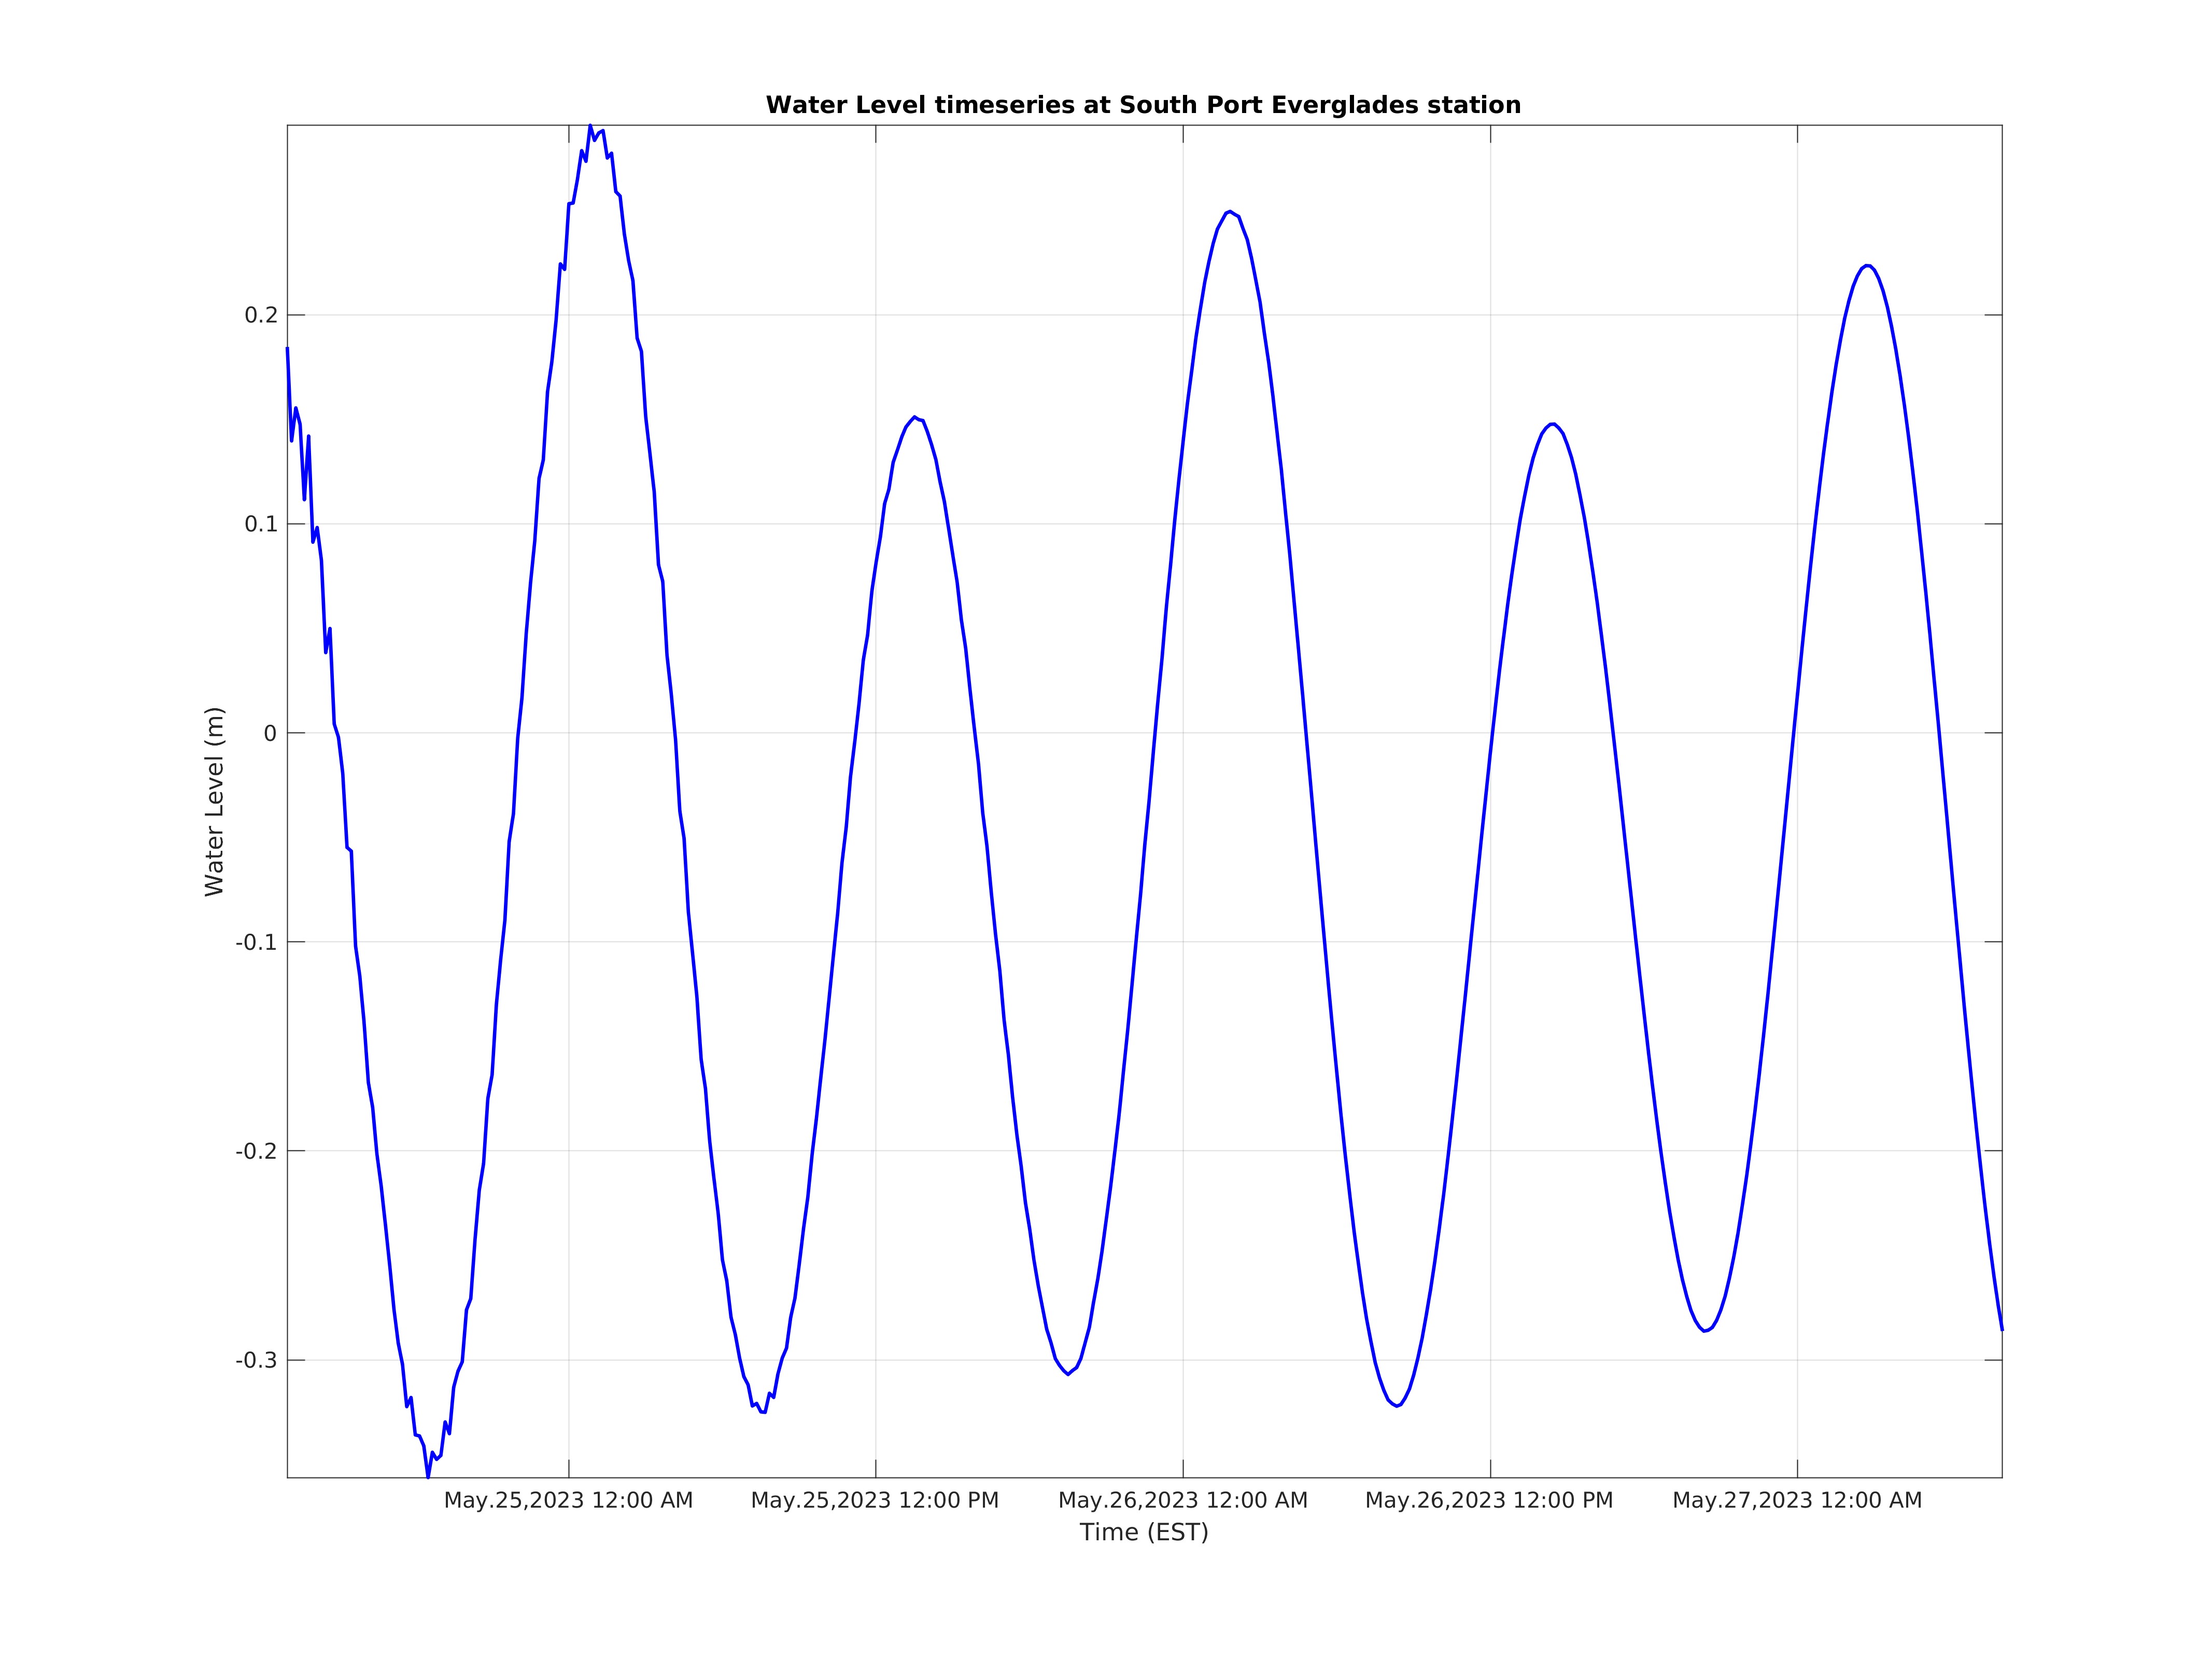 Water Level timeseries at South Port Everglades station
0.2
0.1
0
-0.1
-0.2
-0.3
Water Level (m)
May.25,2023 12:00 AM
May.25,2023 12:00 PM
May.26,2023 12:00 AM
May.26,2023 12:00 PM
May.27,2023 12:00 AM
Time (EST)